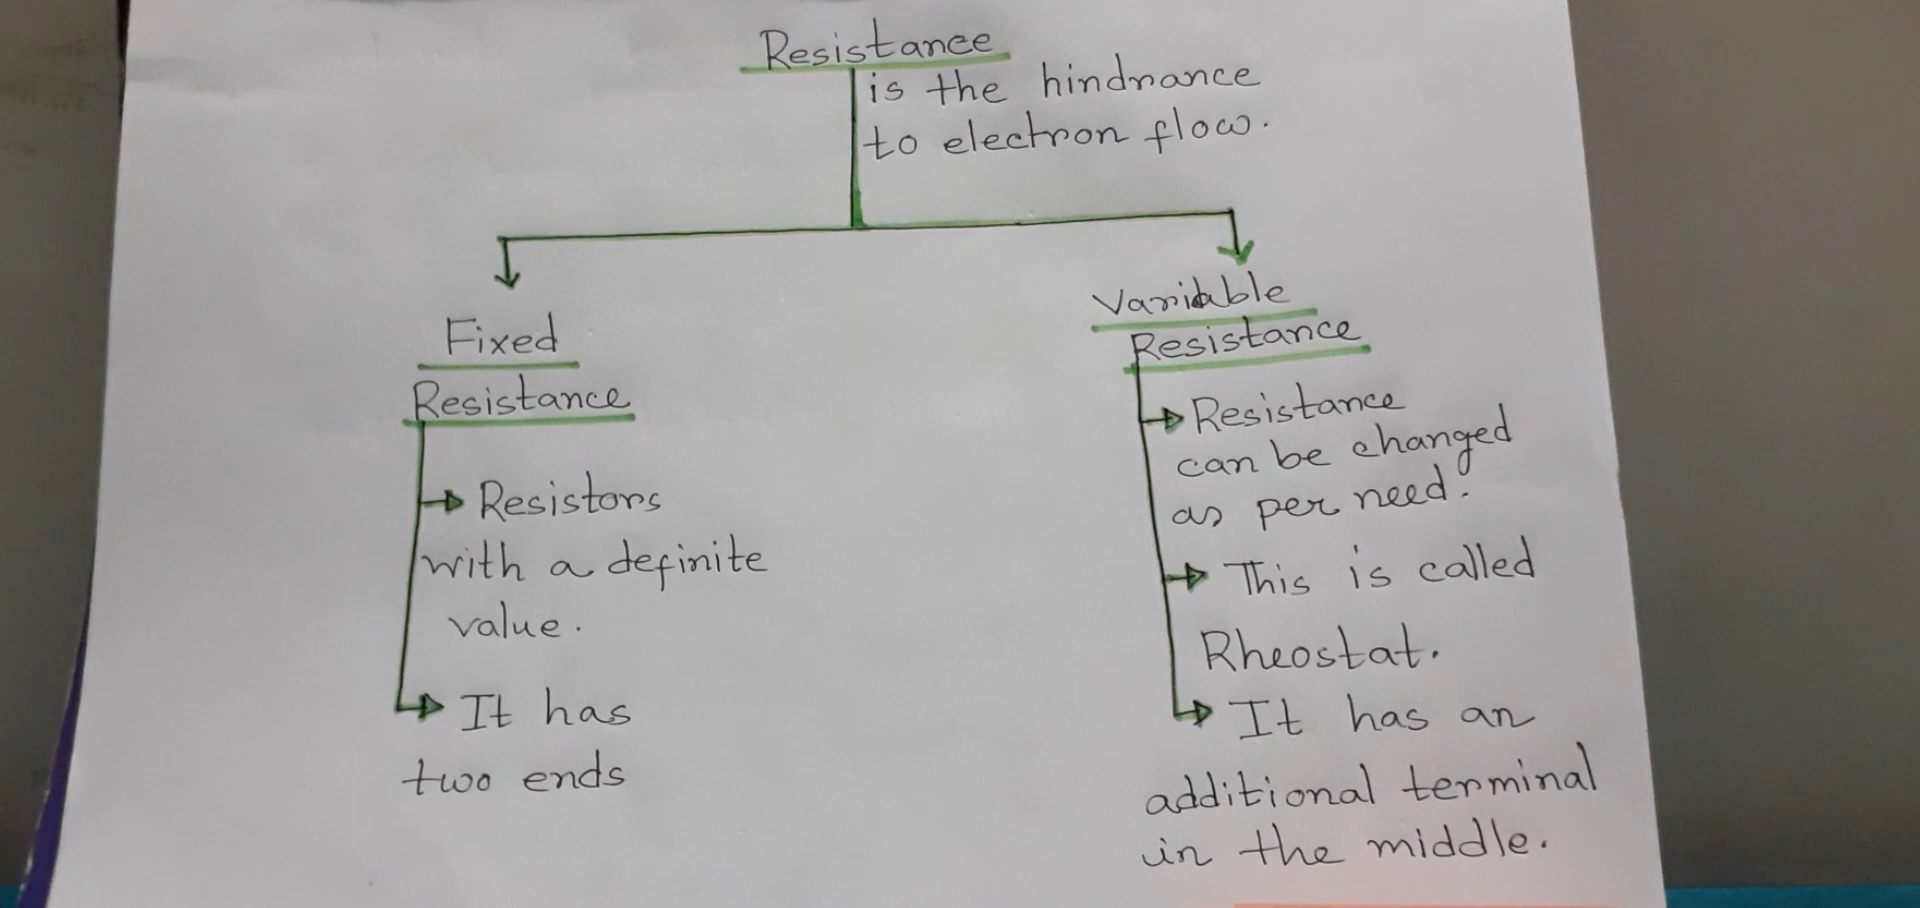 Resistance
is the hindrance
to electron flow.
Fixed
Resistance
→ Resistors
with a definite
value.
→ It has
two ends
Variable
Resistance
→ Resistance
can be changed
as per need.
→ This is called
Rheostat.
→ It has an
additional terminal
in the middle.